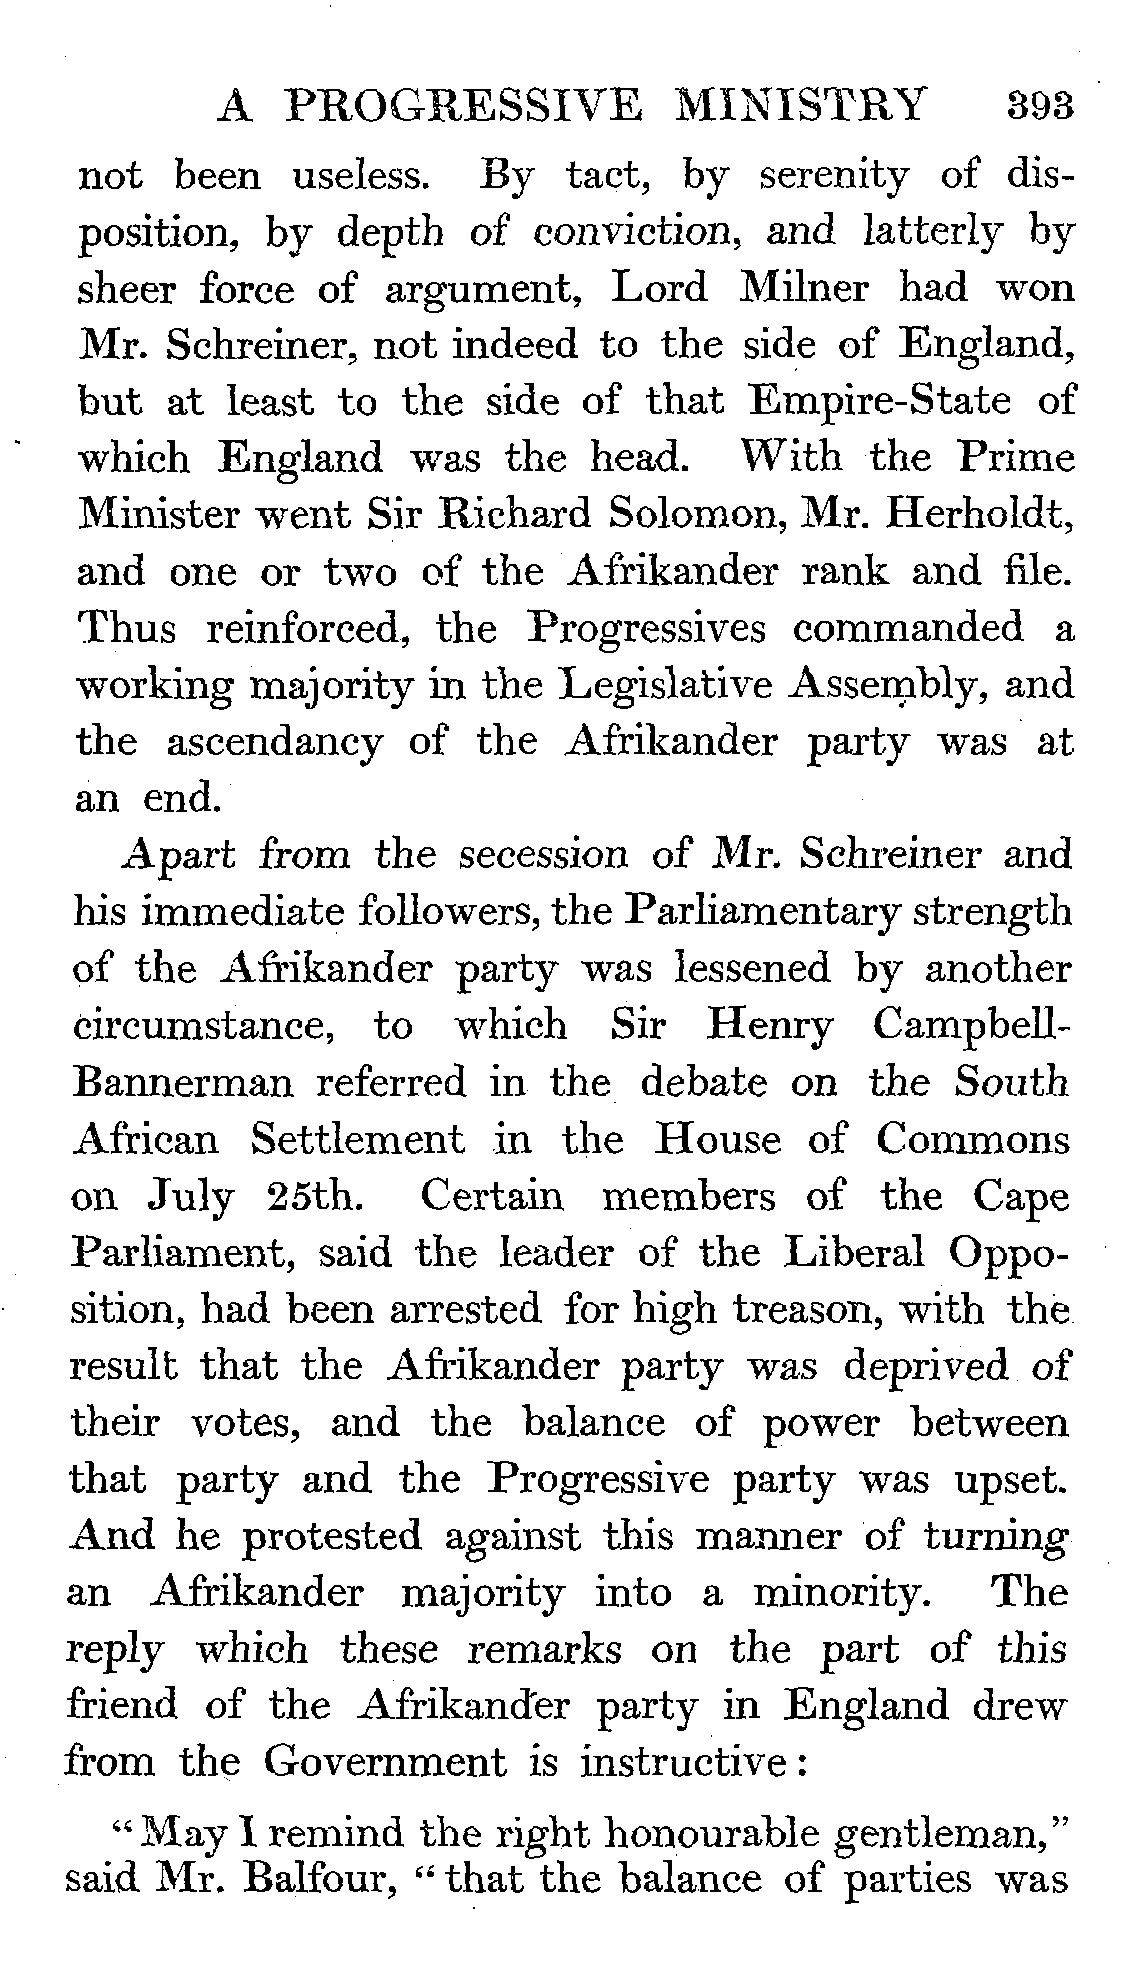 A PROGRESSIVE MINISTRY 393
not been useless. By tact, by serenity of dis-
position, by depth of conviction, and latterly by
sheer force of argument, Lord Milner had won
Mr. Schreiner, not indeed to the side of England,
but at least to the side of that Empire-State of
which England was the head. With the Prime
Minister went Sir Richard Solomon, Mr. Herholdt,
and one or two of the Afrikander rank and file.
Thus reinforced, the Progressives commanded a
working majority in the Legislative Assembly, and
the ascendancy of the Afrikander party was at
an end.
Apart from the secession of Mr. Schreiner and
his immediate followers, the Parliamentary strength
of the Afrikander party was lessened by another
circumstance, to which Sir Henry Campbell-
Bannerman referred in the debate on the South
African Settlement in the House of Commons
on July 25th. Certain members of the Cape
Parliament, said the leader of the Liberal Oppo-
sition, had been arrested for high treason, with the
result that the Afrikander party was deprived of
their votes, and the balance of power between
that party and the Progressive party was upset.
And he protested against this manner of turning
an Afrikander majority into a minority. The
reply which these remarks on the part of this
friend of the Afrikander party in England drew
from the Government is instructive:
“May I remind the right honourable gentleman,”
said Mr. Balfour, “that the balance of parties was